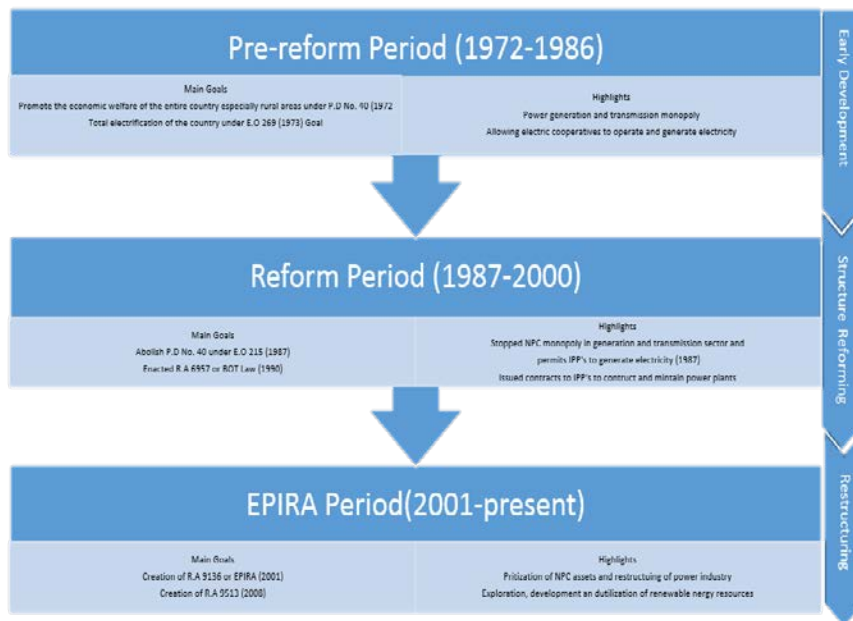 Pre-reform Period (1972-1986)
Main Goals
Promote the economic welfare of the entire country especially rural areas under P.D No. 40 (1972
Total electrification of the country under E.O 269 (1973) Goal
Highlights
Power generation and transmission monopoly
Allowing electric cooperatives to operate and generate electricity
Early Development
Reform Period (1987-2000)
Main Goals
Abolish P.D No. 40 under E.O 215 (1987)
Enacted R.A 6957 or BOT Law (1990)
Highlights
Stopped NPC monopoly in generation and transmission sector and
permits IPP's to generate electricity (1987)
Issued contracts to IPP's to contruct and mintain power plants
Structure Reforming
EPIRA Period(2001-present)
Main Goals
Creation of R.A 9136 or EPIRA (2001)
Creation of R.A 9513 (2008)
Highlights
Pritization of NPC assets and restructuing of power industry
Exploration, development an dutilization of renewable nergy resources
Restructuring